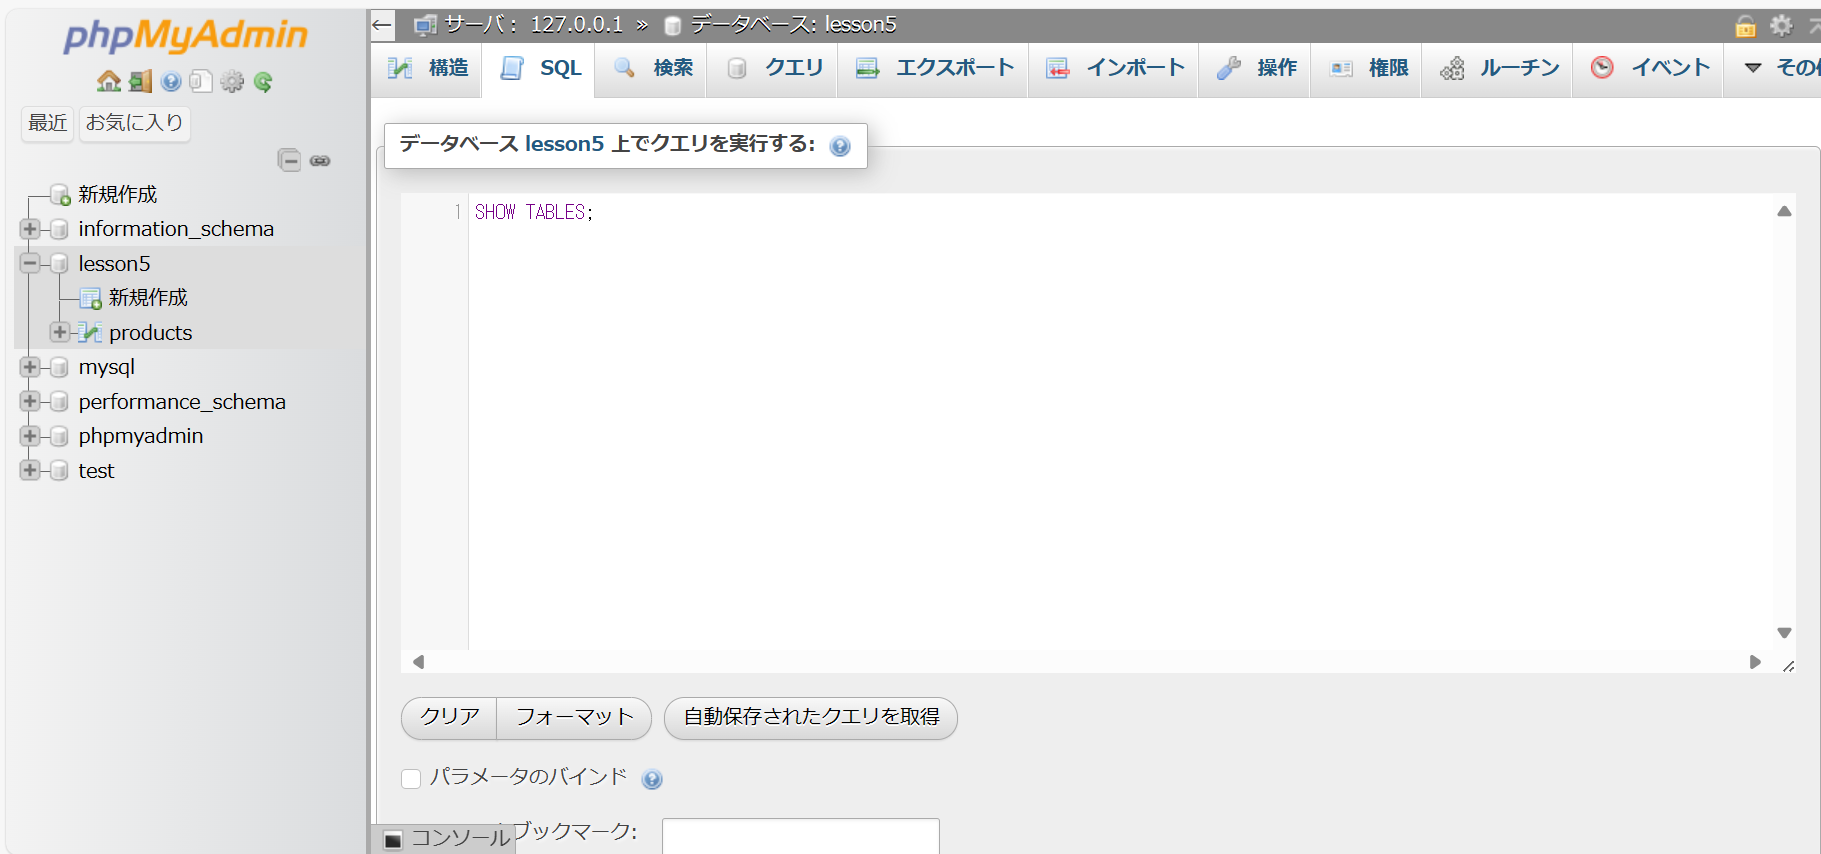 phpMyAdmin
最近 お気に入り
新規作成
information_schema
lesson5
新規作成
products
mysql
performance_schema
phpmyadmin
test
サーバ: 127.0.0.1 » データベース: lesson5
構造 SQL 検索 クエリ エクスポート インポート 操作 権限 ルーチン イベント その
データベース lesson5 上でクエリを実行する:
1 SHOW TABLES;
クリア フォーマット 自動保存されたクエリを取得
パラメータのバインド
ブックマーク:
コンソール